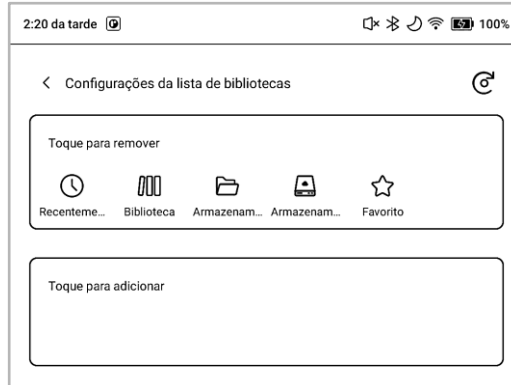 2:20 da tarde 100%
Configurações da lista de bibliotecas
Toque para remover
Recenteme... Biblioteca Armazenam... Armazenam... Favorito
Toque para adicionar